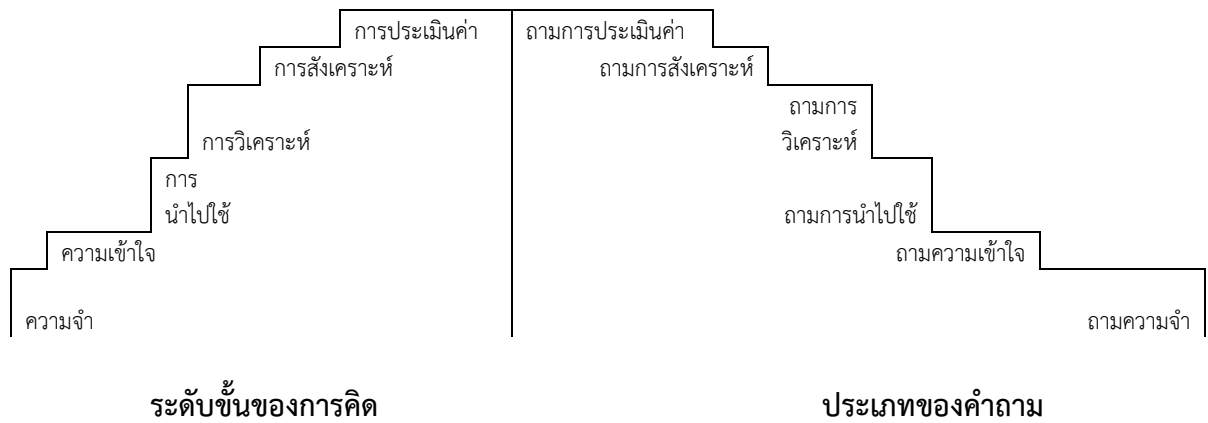 การประเมินค่า ถามการประเมินค่า
การสังเคราะห์ ถามการสังเคราะห์
ถามการ
การวิเคราะห์ วิเคราะห์
การ
นำไปใช้ ถามการนำไปใช้
ความเข้าใจ ถามความเข้าใจ
ความจำ ถามความจำ
ระดับขั้นของการคิด ประเภทของคำถาม